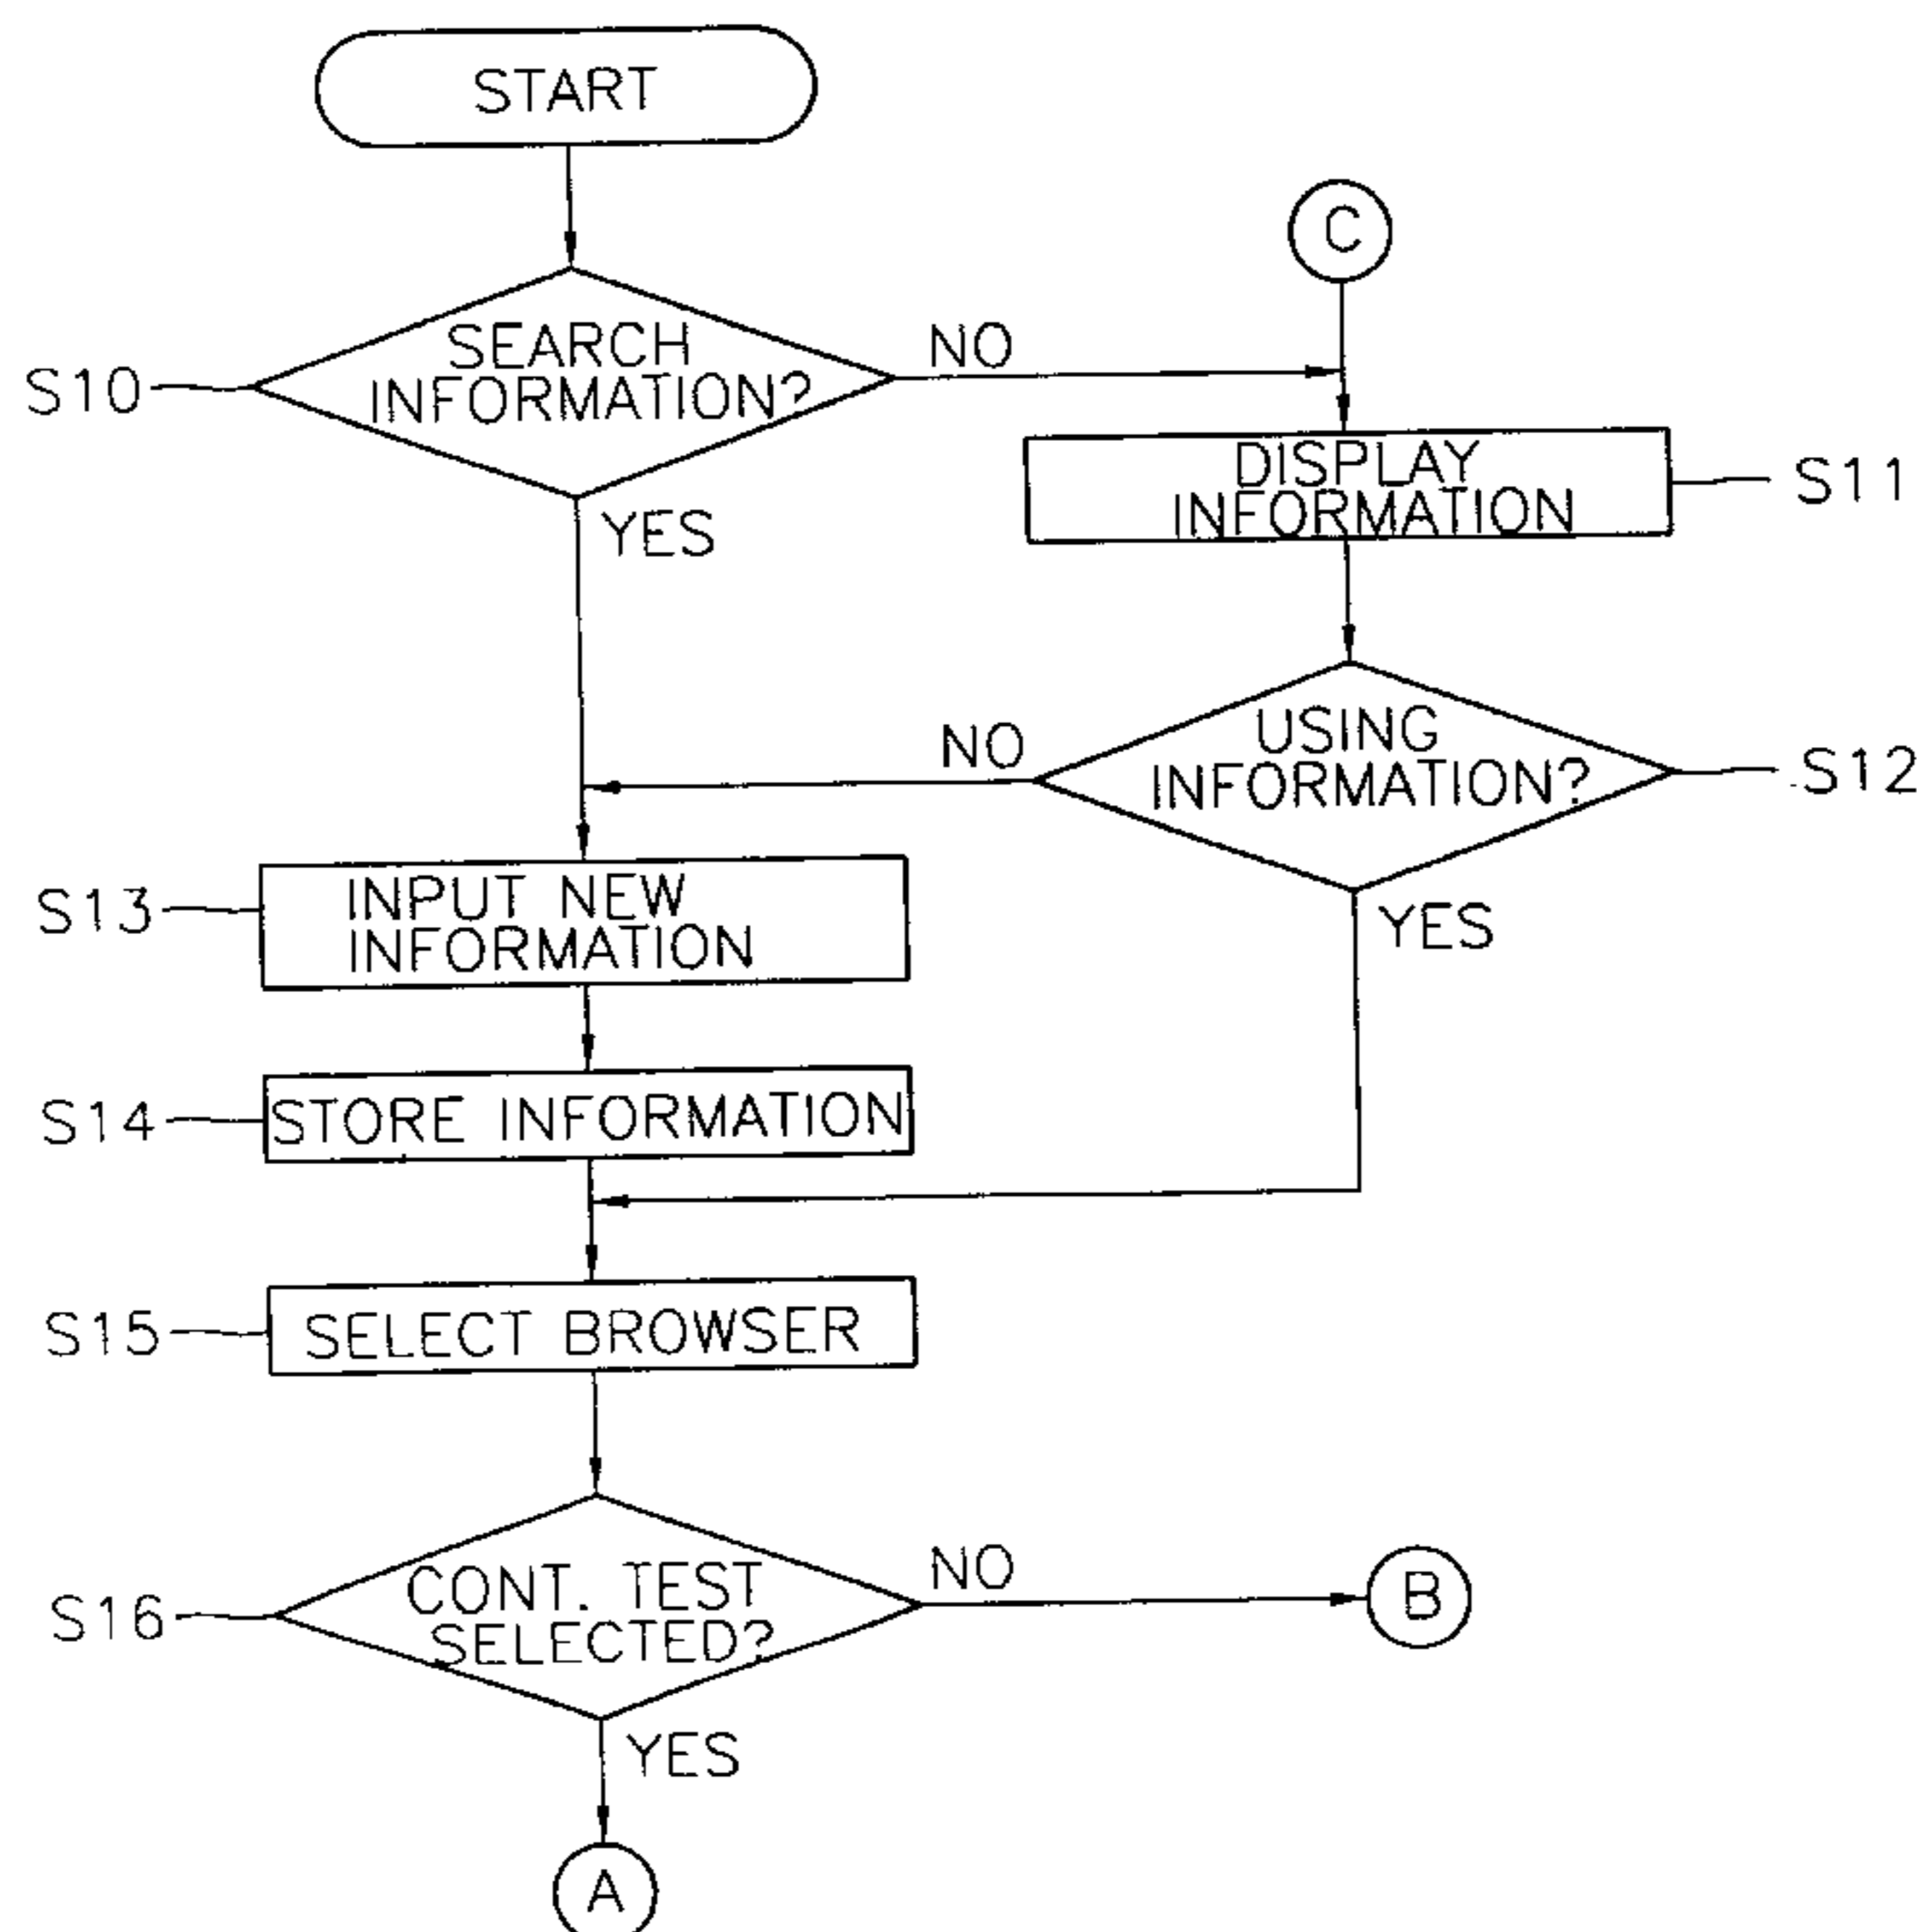 START
C
SEARCH
INFORMATION?
NO
S10
YES
DISPLAY
INFORMATION
S11
USING
INFORMATION?
NO
S12
YES
INPUT NEW
INFORMATION
S13
STORE INFORMATION
S14
SELECT BROWSER
S15
CONT. TEST
SELECTED?
NO
B
S16
YES
A